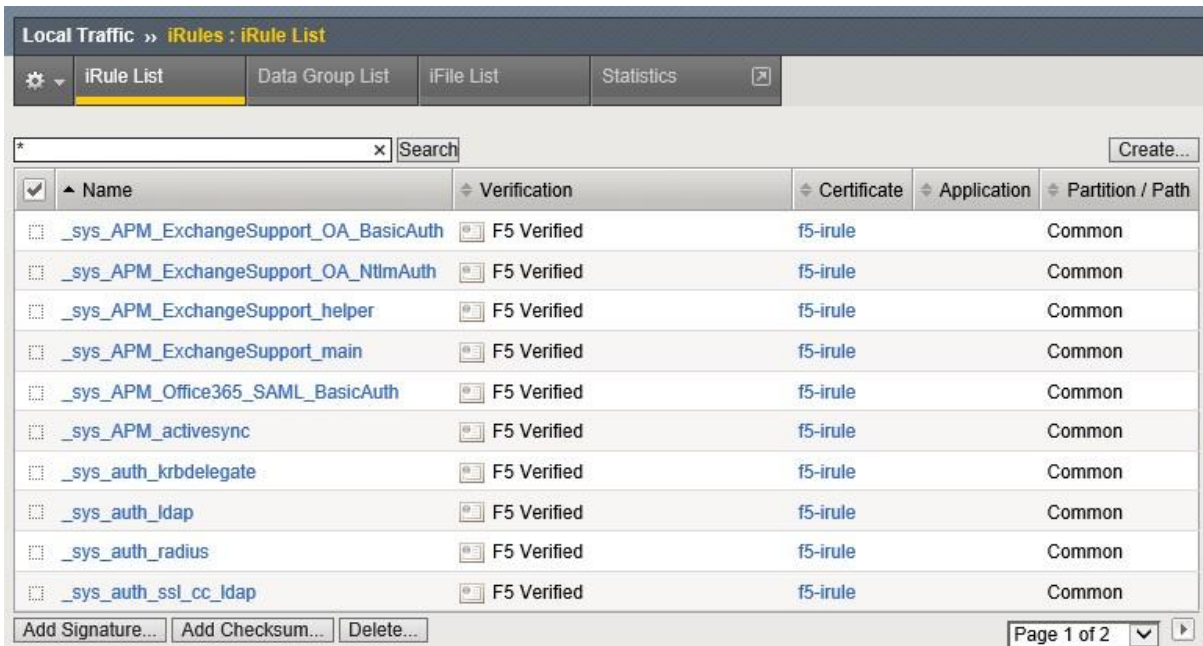 Local Traffic ›› iRules : iRule List
iRule List Data Group List iFile List Statistics
* × Search Create...
Name Verification Certificate Application Partition / Path
_sys_APM_ExchangeSupport_OA_BasicAuth F5 Verified f5-irule Common
_sys_APM_ExchangeSupport_OA_NtlmAuth F5 Verified f5-irule Common
_sys_APM_ExchangeSupport_helper F5 Verified f5-irule Common
_sys_APM_ExchangeSupport_main F5 Verified f5-irule Common
_sys_APM_Office365_SAML_BasicAuth F5 Verified f5-irule Common
_sys_APM_activesync F5 Verified f5-irule Common
_sys_auth_krbdelegate F5 Verified f5-irule Common
_sys_auth_ldap F5 Verified f5-irule Common
_sys_auth_radius F5 Verified f5-irule Common
_sys_auth_ssl_cc_ldap F5 Verified f5-irule Common
Add Signature... Add Checksum... Delete... Page 1 of 2